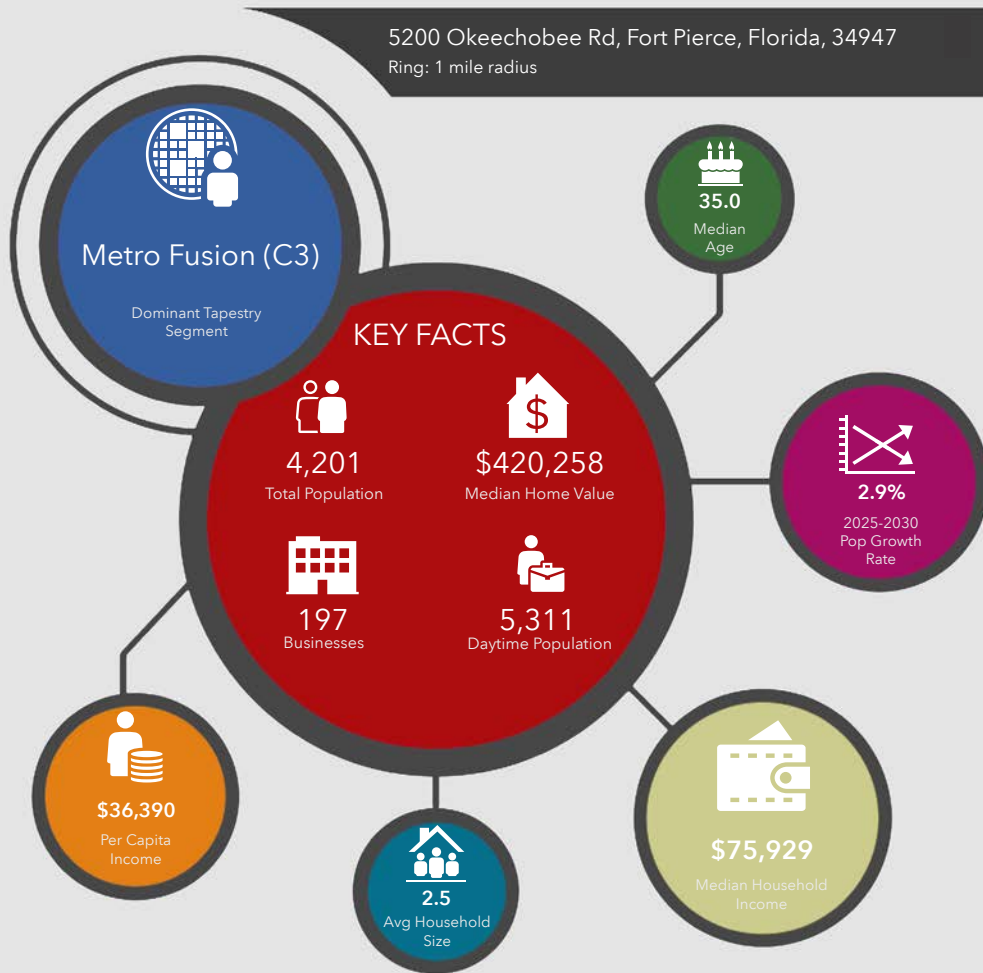 5200 Okeechobee Rd, Fort Pierce, Florida, 34947
Ring: 1 mile radius
Metro Fusion (C3)
Dominant Tapestry
Segment
35.0
Median
Age
KEY FACTS
4,201
Total Population
$
$420,258
Median Home Value
197
Businesses
5,311
Daytime Population
2.9%
2025-2030
Pop Growth
Rate
$36,390
Per Capita
Income
2.5
Avg Household
Size
$75,929
Median Household
Income